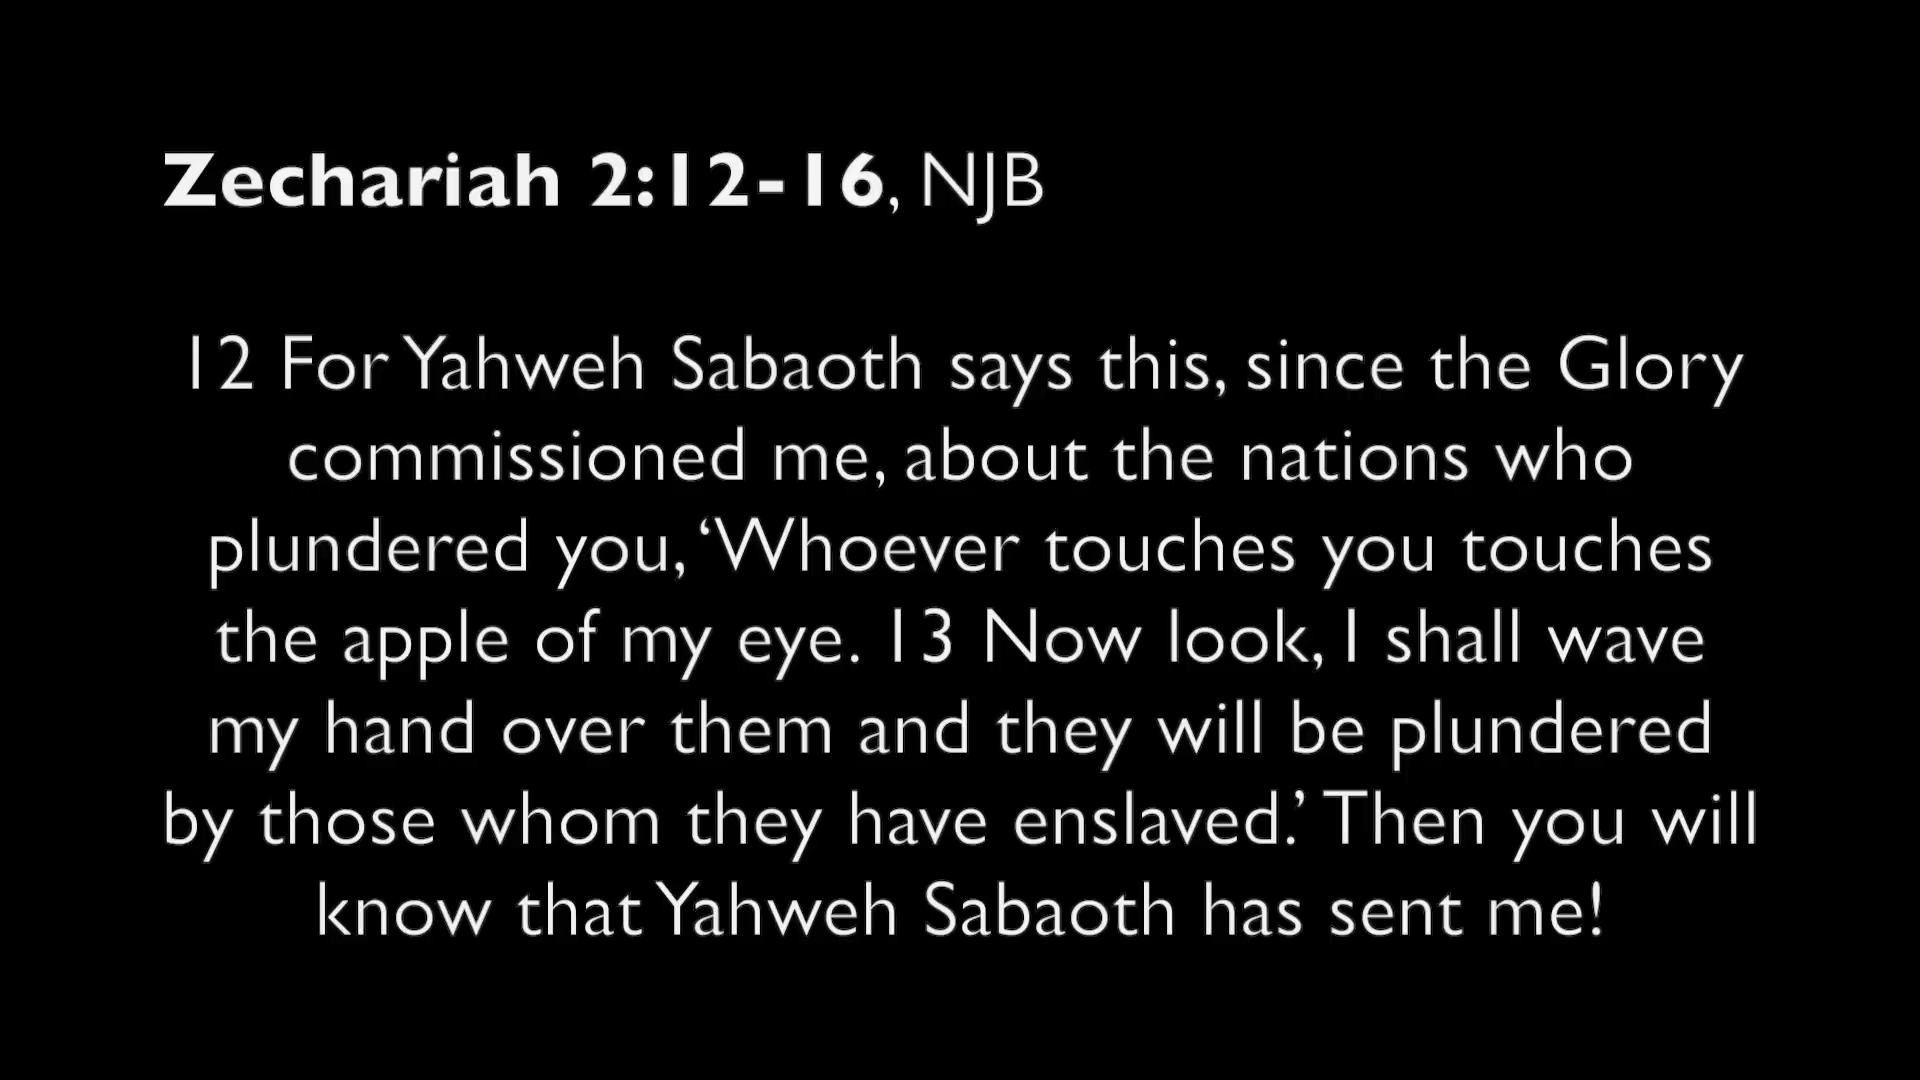 Zechariah 2:12-16, NJB
12 For Yahweh Sabaoth says this, since the Glory
commissioned me, about the nations who
plundered you, ‘Whoever touches you touches
the apple of my eye. 13 Now look, I shall wave
my hand over them and they will be plundered
by those whom they have enslaved.’ Then you will
know that Yahweh Sabaoth has sent me!